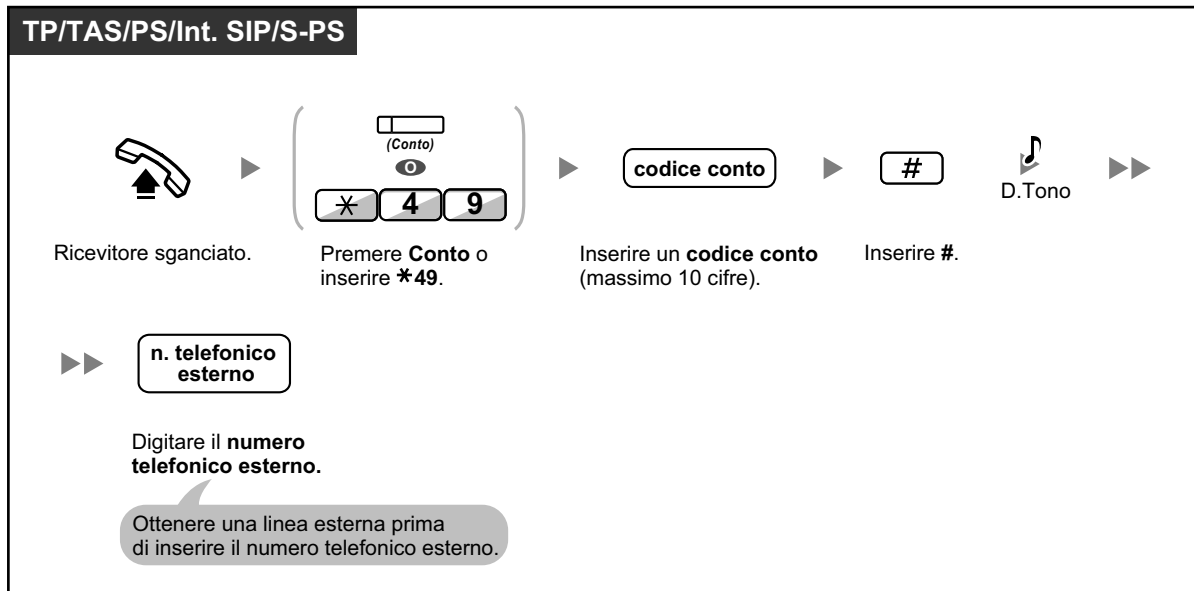 TP/TAS/PS/Int. SIP/S-PS
(Conto)
O
* 4 9
codice conto
#
D.Tono
Ricevitore sganciato.
Premere Conto o
inserire *49.
Inserire un codice conto
(massimo 10 cifre).
Inserire #.
n. telefonico
esterno
Digitare il numero
telefonico esterno.
Ottenere una linea esterna prima
di inserire il numero telefonico esterno.